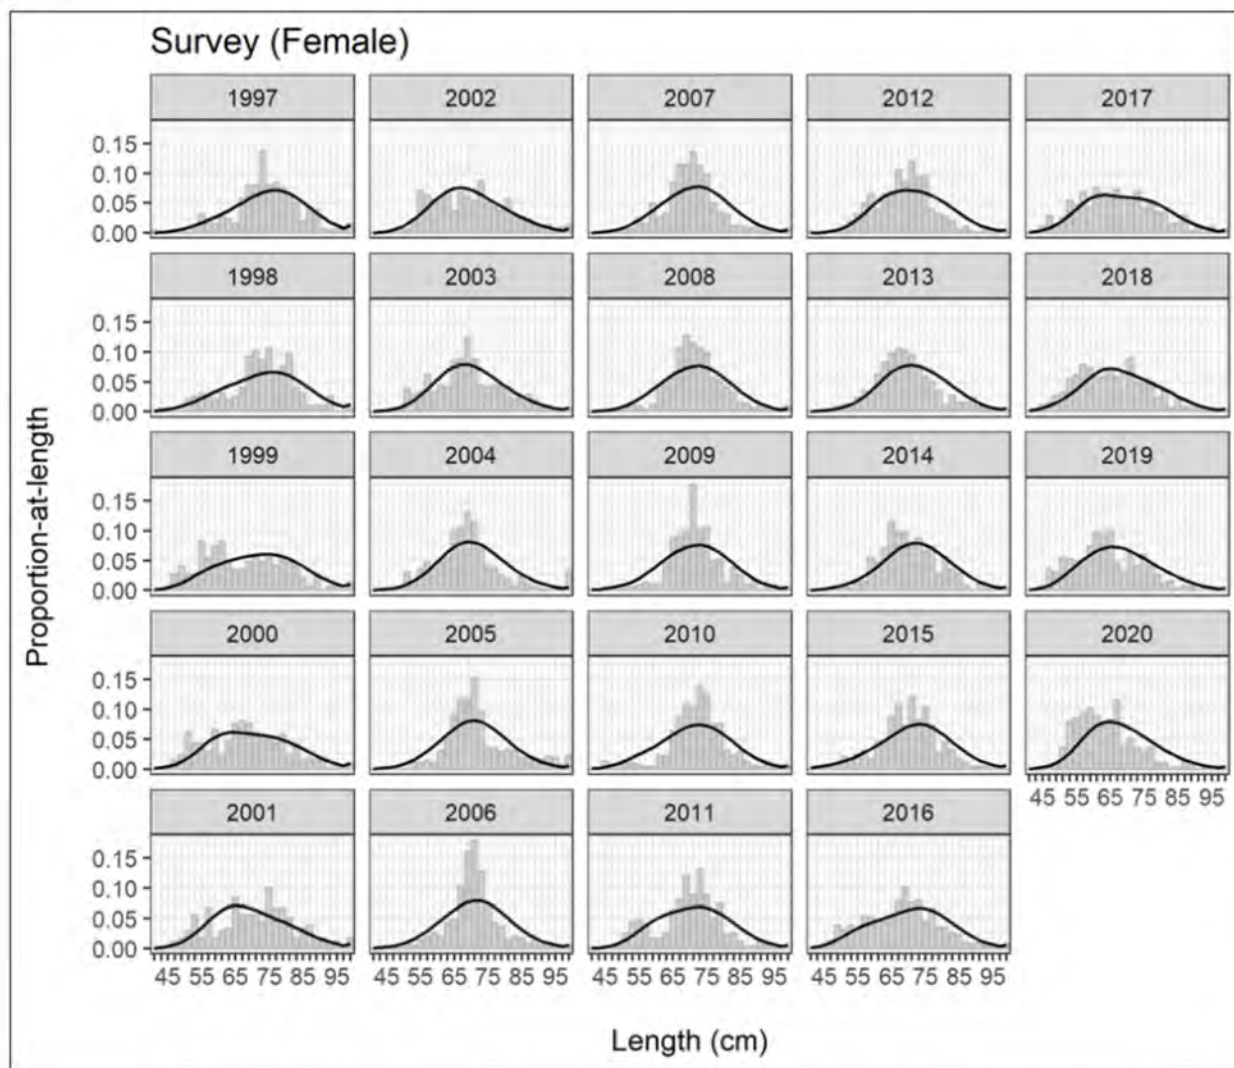 Survey (Female)
1997 2002 2007 2012 2017
0.15
0.10
0.05
0.00
1998 2003 2008 2013 2018
0.15
0.10
0.05
0.00
1999 2004 2009 2014 2019
0.15
0.10
0.05
0.00
2000 2005 2010 2015 2020
0.15
0.10
0.05
0.00
45 55 65 75 85 95
2001 2006 2011 2016
0.15
0.10
0.05
0.00
45 55 65 75 85 95 45 55 65 75 85 95 45 55 65 75 85 95 45 55 65 75 85 95
Proportion-at-length
Length (cm)